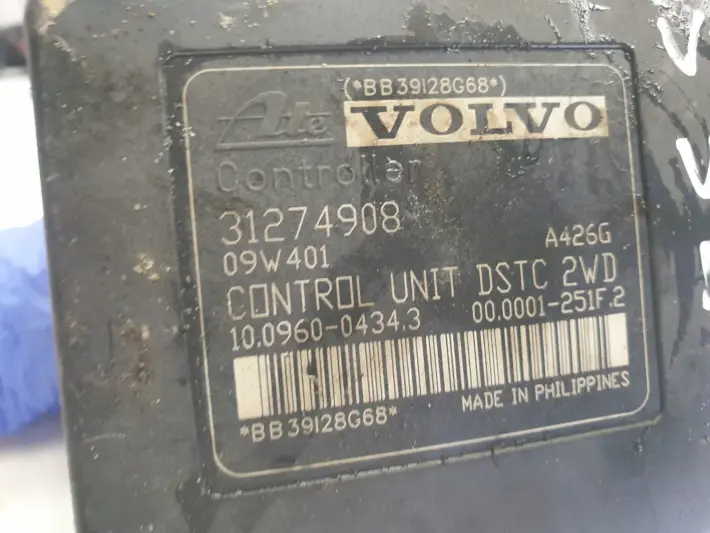 (*BB39128G68*)
Ate VOLVO
Controller
31274908
09W401 A426G
CONTROL UNIT DSTC 2WD
10.0960-0434.3 00.0001-251F.2
MADE IN PHILIPPINES
*BB39128G68*